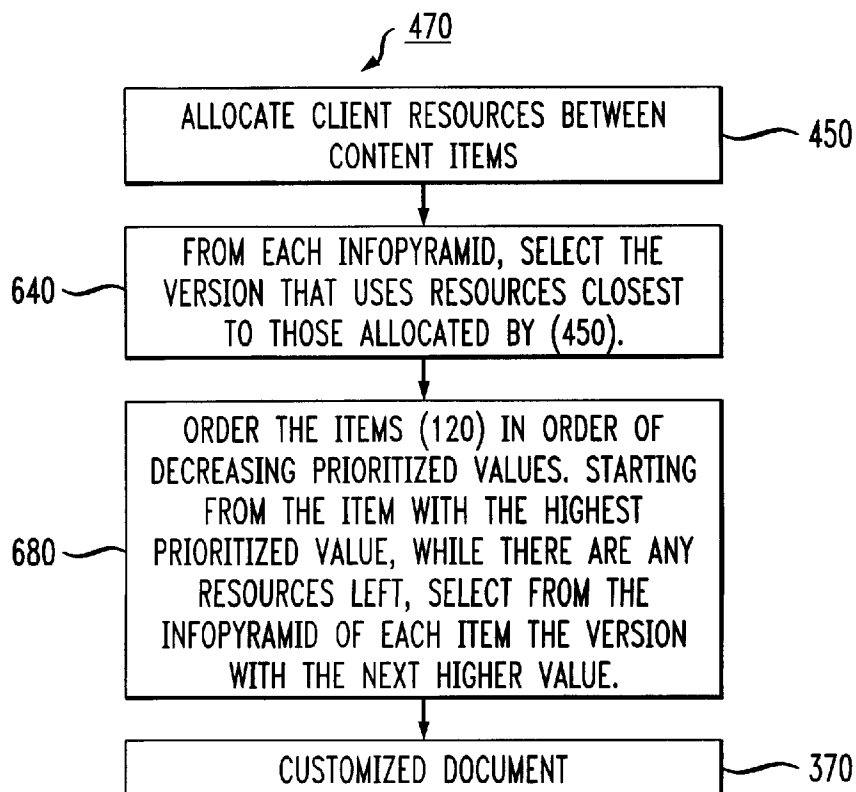 470
ALLOCATE CLIENT RESOURCES BETWEEN
CONTENT ITEMS
450
FROM EACH INFOPYRAMID, SELECT THE
VERSION THAT USES RESOURCES CLOSEST
TO THOSE ALLOCATED BY (450).
640
ORDER THE ITEMS (120) IN ORDER OF
DECREASING PRIORITIZED VALUES. STARTING
FROM THE ITEM WITH THE HIGHEST
PRIORITIZED VALUE, WHILE THERE ARE ANY
RESOURCES LEFT, SELECT FROM THE
INFOPYRAMID OF EACH ITEM THE VERSION
WITH THE NEXT HIGHER VALUE.
680
CUSTOMIZED DOCUMENT
370